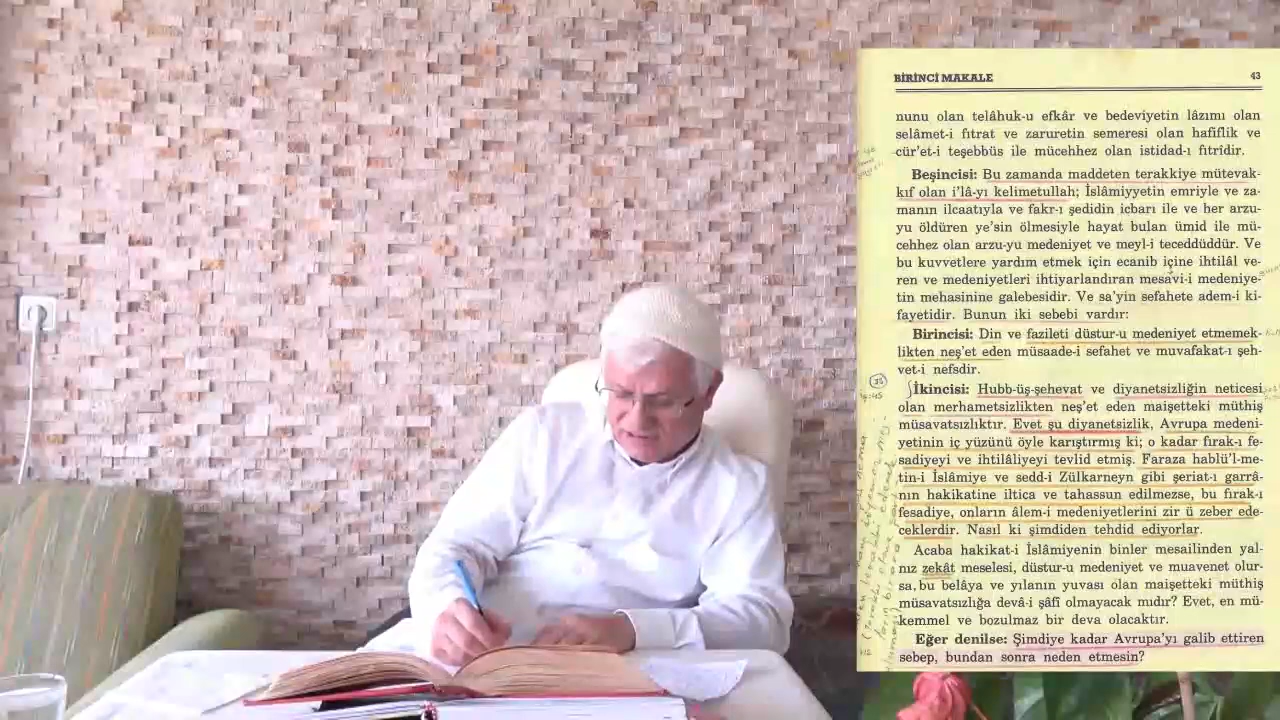 BİRİNCİ MAKALE 43
nunu olan telâhuk-u efkâr ve bedeviyetin lâzımı olan
selâmet-i fıtrat ve zaruretin semeresi olan hafiflik ve
cür'et-i teşebbüs ile mücehhez olan istidad-ı fıtrîdir.
Beşincisi: Bu zamanda maddeten terakkiye mütevak-
kıf olan i'lâ-yı kelimetullah; İslâmiyyetin emriyle ve za-
manın ilcaatıyla ve fakr-ı şedidin icbarı ile ve her arzu-
yu öldüren ye'sin ölmesiyle hayat bulan ümid ile mü-
cehhez olan arzu-yu medeniyet ve meyl-i teceddüddür. Ve
bu kuvvetlere yardım etmek için ecanib içine ihtilâl ve-
ren ve medeniyetleri ihtiyarlandıran mesavi-i medeniye-
tin mehasinine galebesidir. Ve sa'yin sefahete adem-i ki-
fayetidir. Bunun iki sebebi vardır:
Birincisi: Din ve fazileti düstur-u medeniyet etmemek-
likten neş'et eden müsaade-i sefahet ve muvafakat-ı şeh-
vet-i nefsdir.
İkincisi: Hubb-üş-şehevat ve diyanetsizliğin neticesi
olan merhametsizlikten neş'et eden maişetteki müthiş
müsavatsızlıktır. Evet şu diyanetsizlik, Avrupa medeni-
yetinin iç yüzünü öyle karıştırmış ki; o kadar fırak-ı fe-
sadiyeyi ve ihtilâliyeyi tevlid etmiş. Faraza hablü'l-me-
tin-i İslâmiye ve sedd-i Zülkarneyn gibi şeriat-ı garrâ-
nın hakikatine iltica ve tahassun edilmezse, bu fırak-ı
fesadiye, onların âlem-i medeniyetlerini zir ü zeber ede-
ceklerdir. Nasıl ki şimdiden tehdid ediyorlar.
Acaba hakikat-i İslâmiyenin binler mesailinden yal-
nız zekât meselesi, düstur-u medeniyet ve muavenet olur-
sa, bu belâya ve yılanın yuvası olan maişetteki müthiş
müsavatsızlığa devâ-i şâfi olmayacak mıdır? Evet, en mü-
kemmel ve bozulmaz bir deva olacaktır.
Eğer denilse: Şimdiye kadar Avrupa'yı galib ettiren
sebep, bundan sonra neden etmesin?